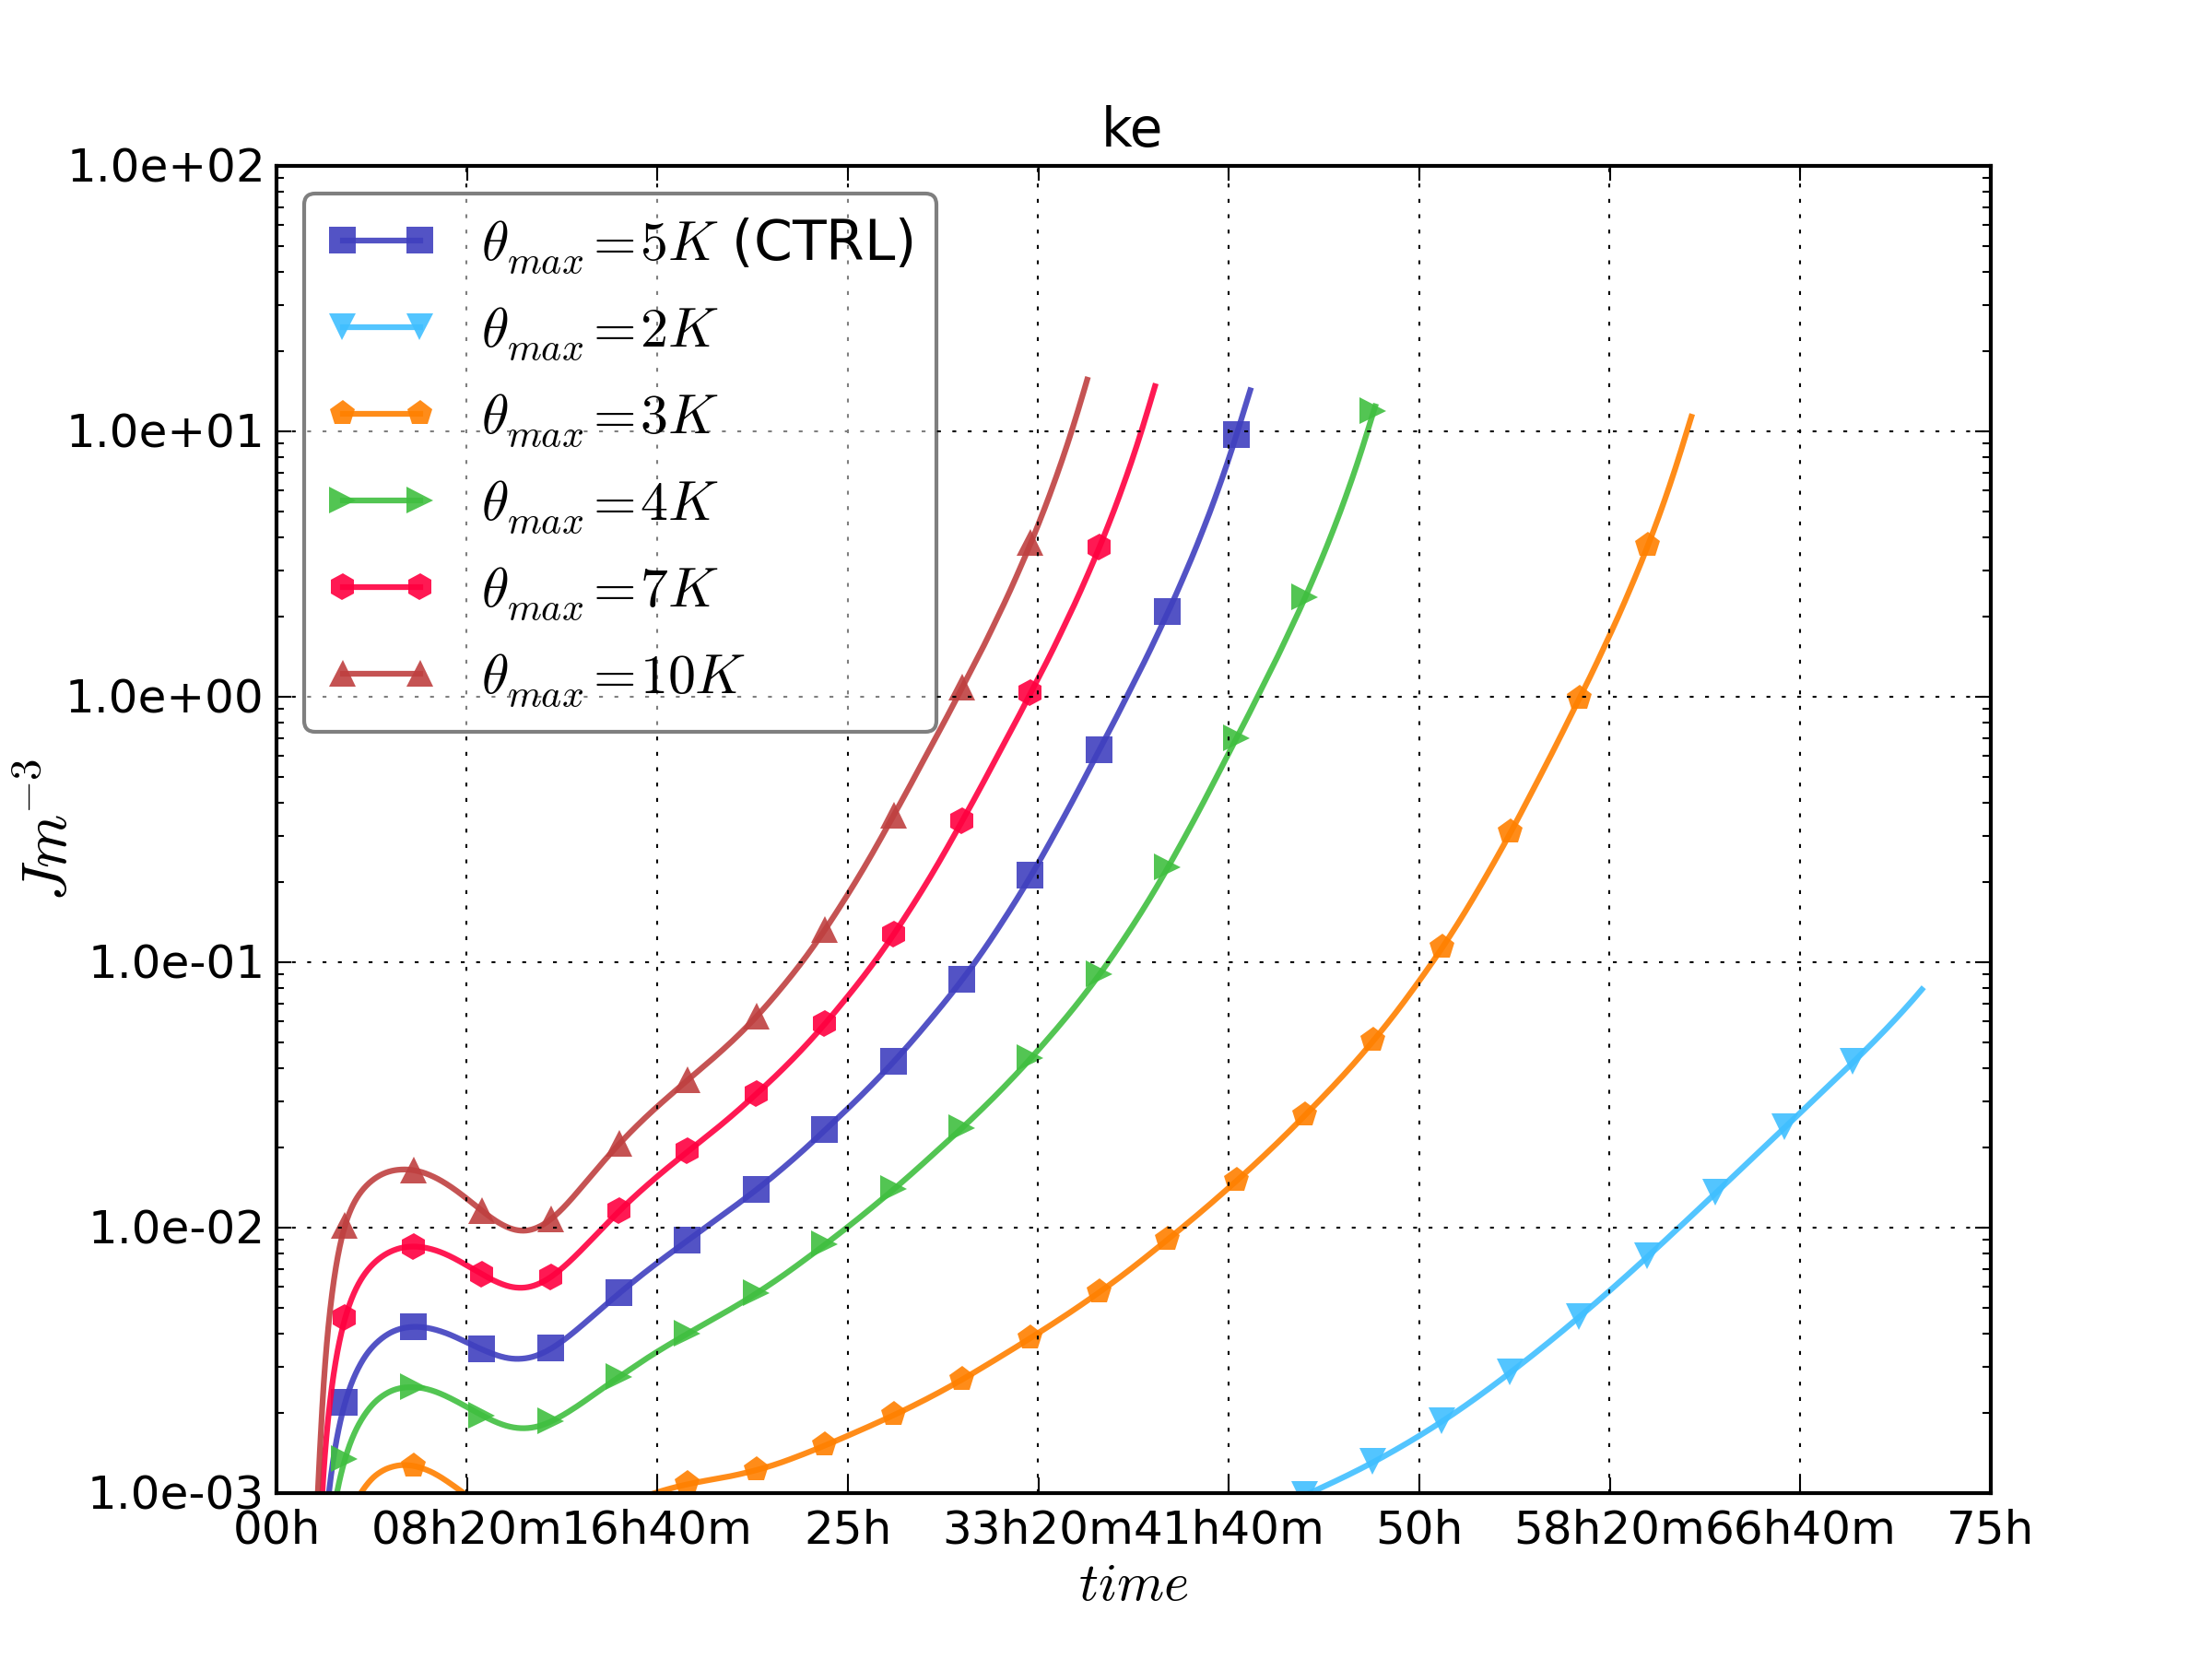 ke
1.0e+02
1.0e+01
1.0e+00
1.0e-01
1.0e-02
1.0e-03
Jm⁻³
θmax=5K (CTRL)
θmax=2K
θmax=3K
θmax=4K
θmax=7K
θmax=10K
00h 08h20m 16h40m 25h 33h20m 41h40m 50h 58h20m 66h40m 75h
time